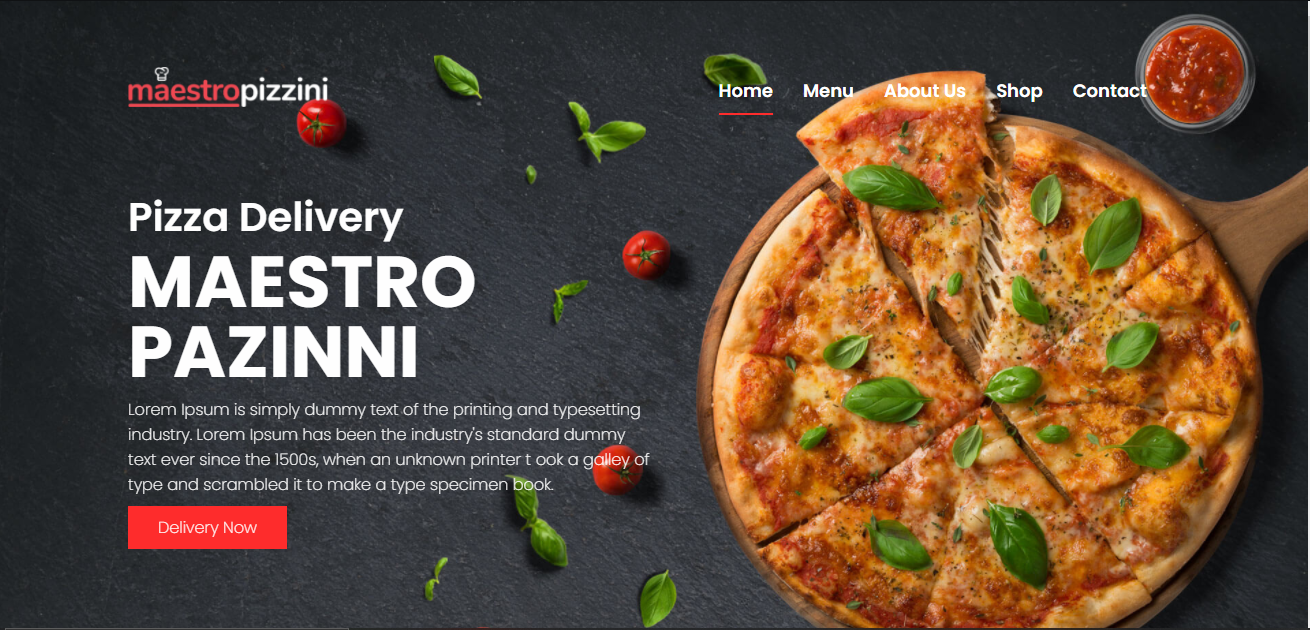 maestropizzini
Home Menu About Us Shop Contact
Pizza Delivery
MAESTRO
PAZINNI
Lorem Ipsum is simply dummy text of the printing and typesetting
industry. Lorem Ipsum has been the industry's standard dummy
text ever since the 1500s, when an unknown printer t ook a galley of
type and scrambled it to make a type specimen book.
Delivery Now